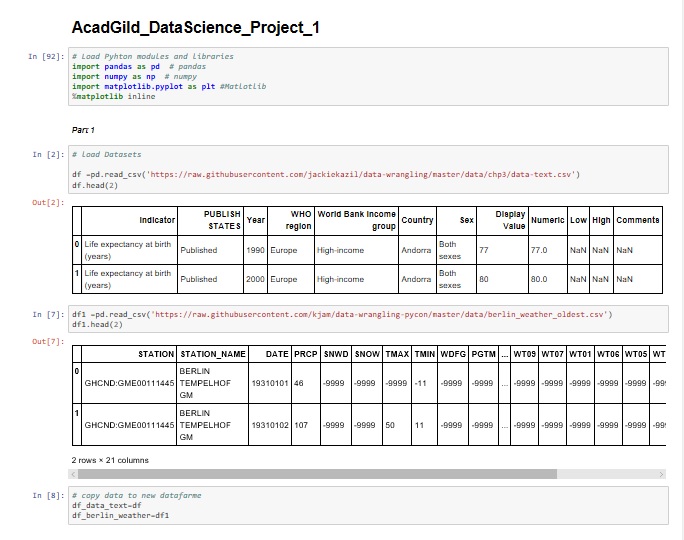 AcadGild_DataScience_Project_1
In [92]: # load Pyhton modules and libraries
import pandas as pd # pandas
import numpy as np # numpy
import matplotlib.pyplot as plt #Matlotlib
%matplotlib inline
Part 1
In [2]: # load Datasets
df =pd.read_csv('https://raw.githubusercontent.com/jackiekazil/data-wrangling/master/data/chp3/data-text.csv')
df.head(2)
Out[2]:
Indicator PUBLISH STATES Year WHO region World Bank income group Country Sex Display Value Numeric Low High Comments
0 Life expectancy at birth (years) Published 1990 Europe High-income Andorra Both sexes 77 77.0 NaN NaN NaN
1 Life expectancy at birth (years) Published 2000 Europe High-income Andorra Both sexes 80 80.0 NaN NaN NaN
In [7]: df1 =pd.read_csv('https://raw.githubusercontent.com/kjam/data-wrangling-pycon/master/data/berlin_weather_oldest.csv')
df1.head(2)
Out[7]:
STATION STATION_NAME DATE PRCP SNWD SNOW TMAX TMIN WDFG PGTM ... WT09 WT07 WT01 WT06 WT05 WT
0 GHCND:GME00111445 BERLIN TEMPELHOF GM 19310101 46 -9999 -9999 -9999 -11 -9999 -9999 ... -9999 -9999 -9999 -9999 -9999 -999
1 GHCND:GME00111445 BERLIN TEMPELHOF GM 19310102 107 -9999 -9999 50 11 -9999 -9999 ... -9999 -9999 -9999 -9999 -9999 -999
2 rows × 21 columns
In [8]: # copy data to new datafarme
df_data_text=df
df_berlin_weather=df1